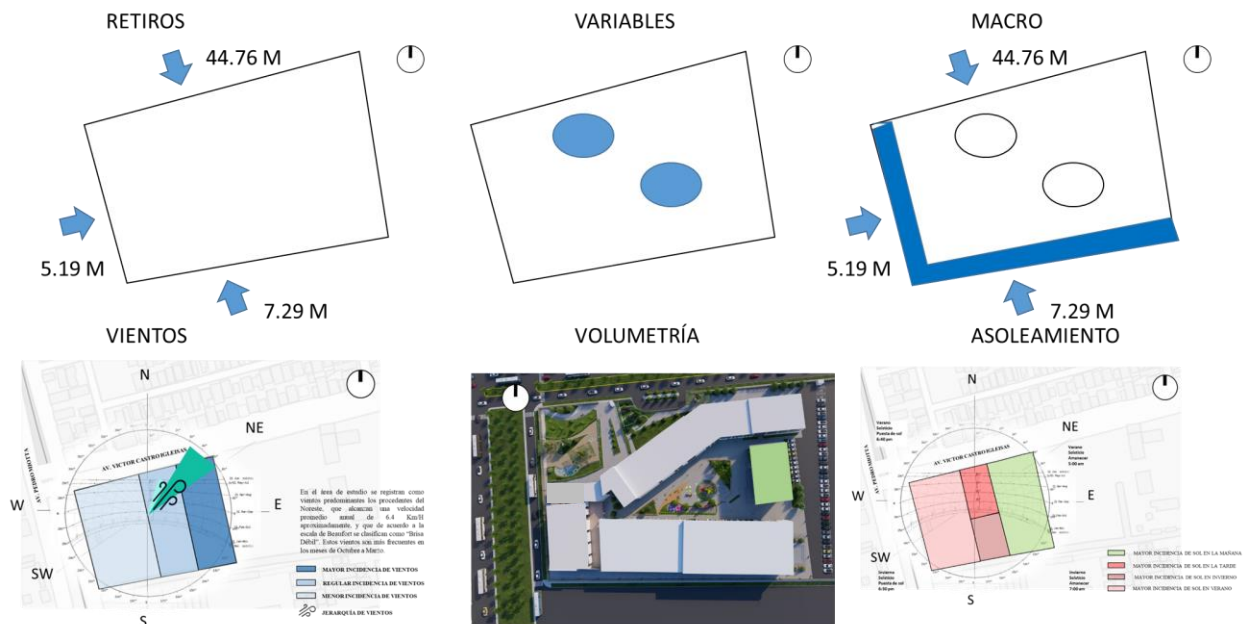 RETIROS
44.76 M
5.19 M
7.29 M
VARIABLES
MACRO
44.76 M
5.19 M
7.29 M
VIENTOS
N
NE
AV. VICTOR CASTRO IGLEISAS
W
E
SW
S
En el área de estudio se registran como
vientos predominantes los procedentes del
Noreste, que alcanzan una velocidad
promedio anual de 6.4 Km/H
aproximadamente, y que de acuerdo a la
escala de Beaufort se clasifican como "Brisa
Débil". Estos vientos son más frecuentes en
los meses de Octubre a Marzo.
MAYOR INCIDENCIA DE VIENTOS
REGULAR INCIDENCIA DE VIENTOS
MENOR INCIDENCIA DE VIENTOS
JERARQUÍA DE VIENTOS
VOLUMETRÍA
ASOLEAMIENTO
N
Verano
Solsticio
Puesta de sol
6:40 pm
NE
Verano
Solsticio
Amanecer
5:00 am
AV. VICTOR CASTRO IGLEISAS
W
E
SW
Invierno
Solsticio
Puesta de sol
Invierno
Solsticio
Amanecer
7:00 am
S
MAYOR INCIDENCIA DE SOL EN LA MAÑANA
MAYOR INCIDENCIA DE SOL EN LA TARDE
MAYOR INCIDENCIA DE SOL EN INVIERNO
MAYOR INCIDENCIA DE SOL EN VERANO